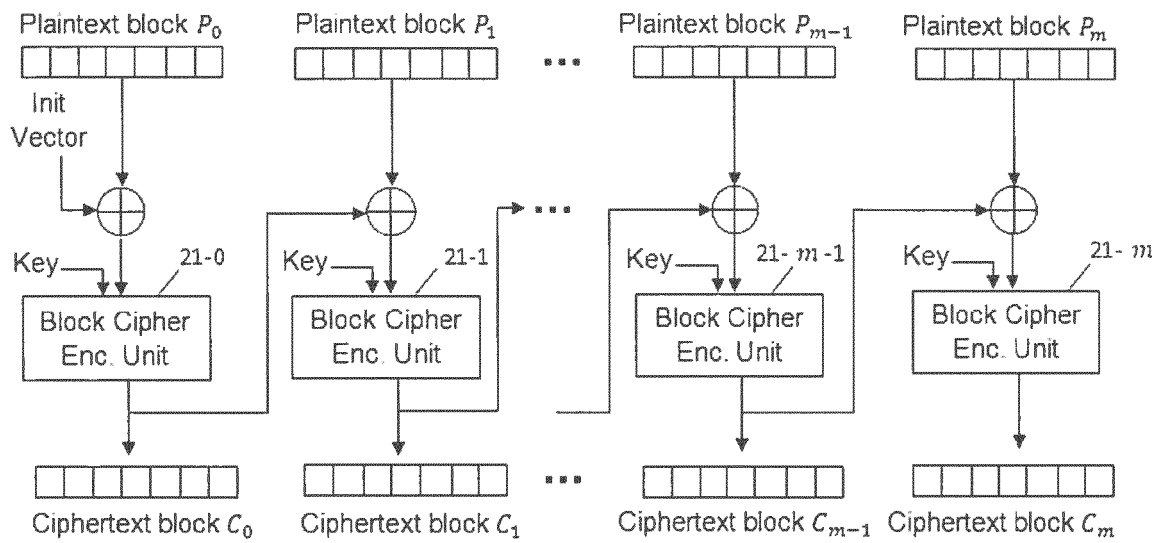 Plaintext block P₀
Plaintext block P₁
Plaintext block Pₘ₋₁
Plaintext block Pₘ
...
Init
Vector
Key
21-0
Key
21-1
...
Key
21- m -1
Key
21- m
Block Cipher
Enc. Unit
Block Cipher
Enc. Unit
Block Cipher
Enc. Unit
Block Cipher
Enc. Unit
...
Ciphertext block C₀
Ciphertext block C₁
Ciphertext block Cₘ₋₁
Ciphertext block Cₘ